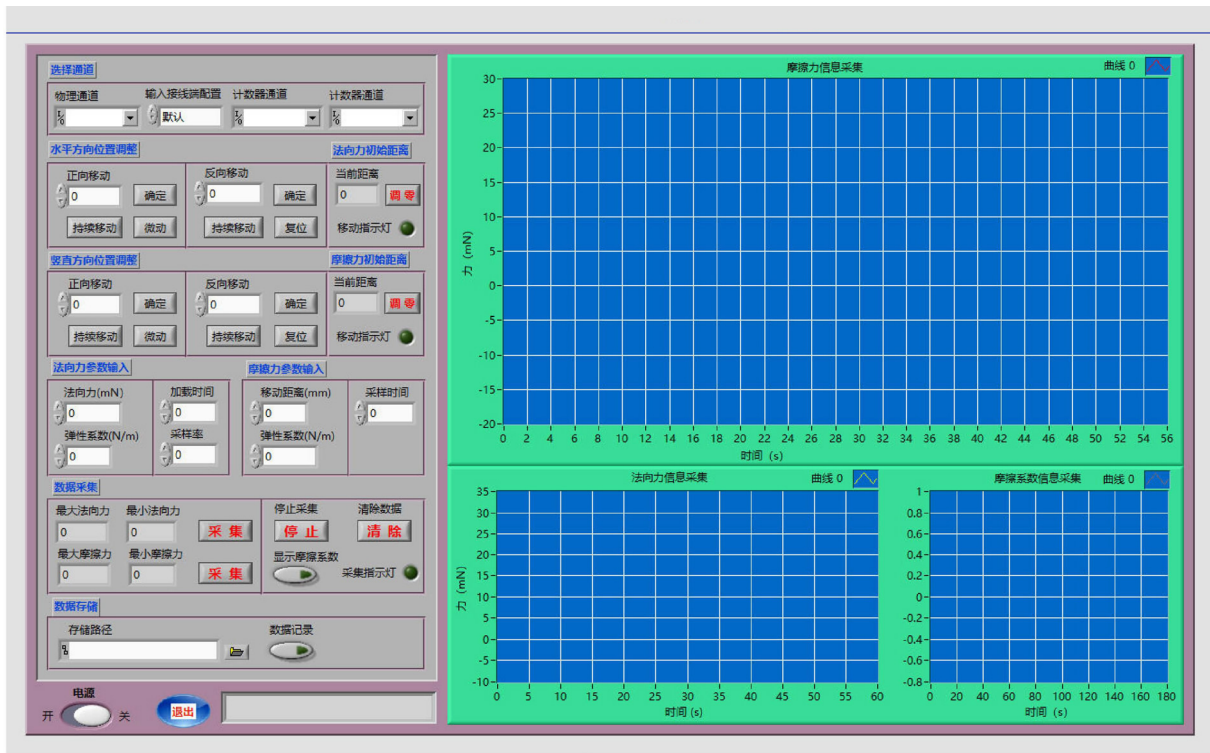 选择通道
物理通道 输入接线端配置 计数器通道 计数器通道
默认
水平方向位置调整 法向力初始距离
正向移动 反向移动 当前距离
0 确定 0 确定 0 调零
持续移动 微动 持续移动 复位 移动指示灯
竖直方向位置调整 摩擦力初始距离
正向移动 反向移动 当前距离
0 确定 0 确定 0 调零
持续移动 微动 持续移动 复位 移动指示灯
法向力参数输入 摩擦力参数输入
法向力(mN) 加载时间 移动距离(mm) 采样时间
0 0 0 0
弹性系数(N/m) 采样率 弹性系数(N/m)
0 0 0
数据采集
最大法向力 最小法向力 停止采集 清除数据
0 0 采集 停止 清除
最大摩擦力 最小摩擦力 显示摩擦系数
0 0 采集 采集指示灯
数据存储
存储路径 数据记录
电源
开 关 退出
摩擦力信息采集 曲线 0
30
25
20
15
10
5
0
-5
-10
-15
-20
力 (mN)
0 2 4 6 8 10 12 14 16 18 20 22 24 26 28 30 32 34 36 38 40 42 44 46 48 50 52 54 56
时间 (s)
法向力信息采集 曲线 0
35
30
25
20
15
10
5
0
-5
-10
力 (mN)
0 5 10 15 20 25 30 35 40 45 50 55 60
时间 (s)
摩擦系数信息采集 曲线 0
1
0.8
0.6
0.4
0.2
0
-0.2
-0.4
-0.6
-0.8
0 20 40 60 80 100 120 140 160 180
时间 (s)